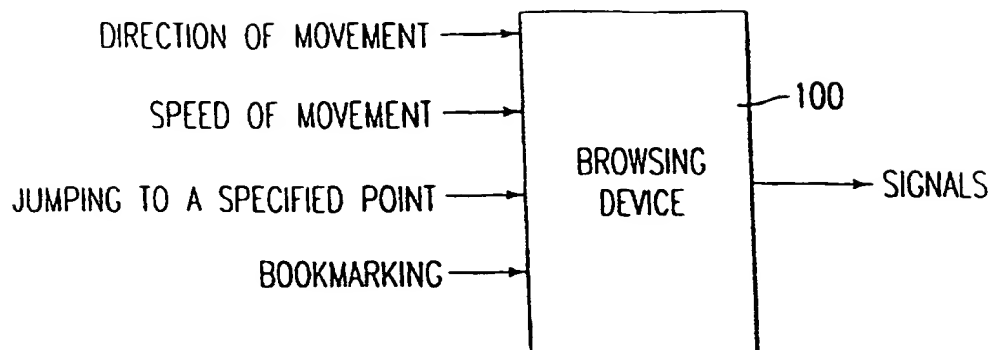 DIRECTION OF MOVEMENT
SPEED OF MOVEMENT
JUMPING TO A SPECIFIED POINT
BOOKMARKING
BROWSING
DEVICE
100
SIGNALS